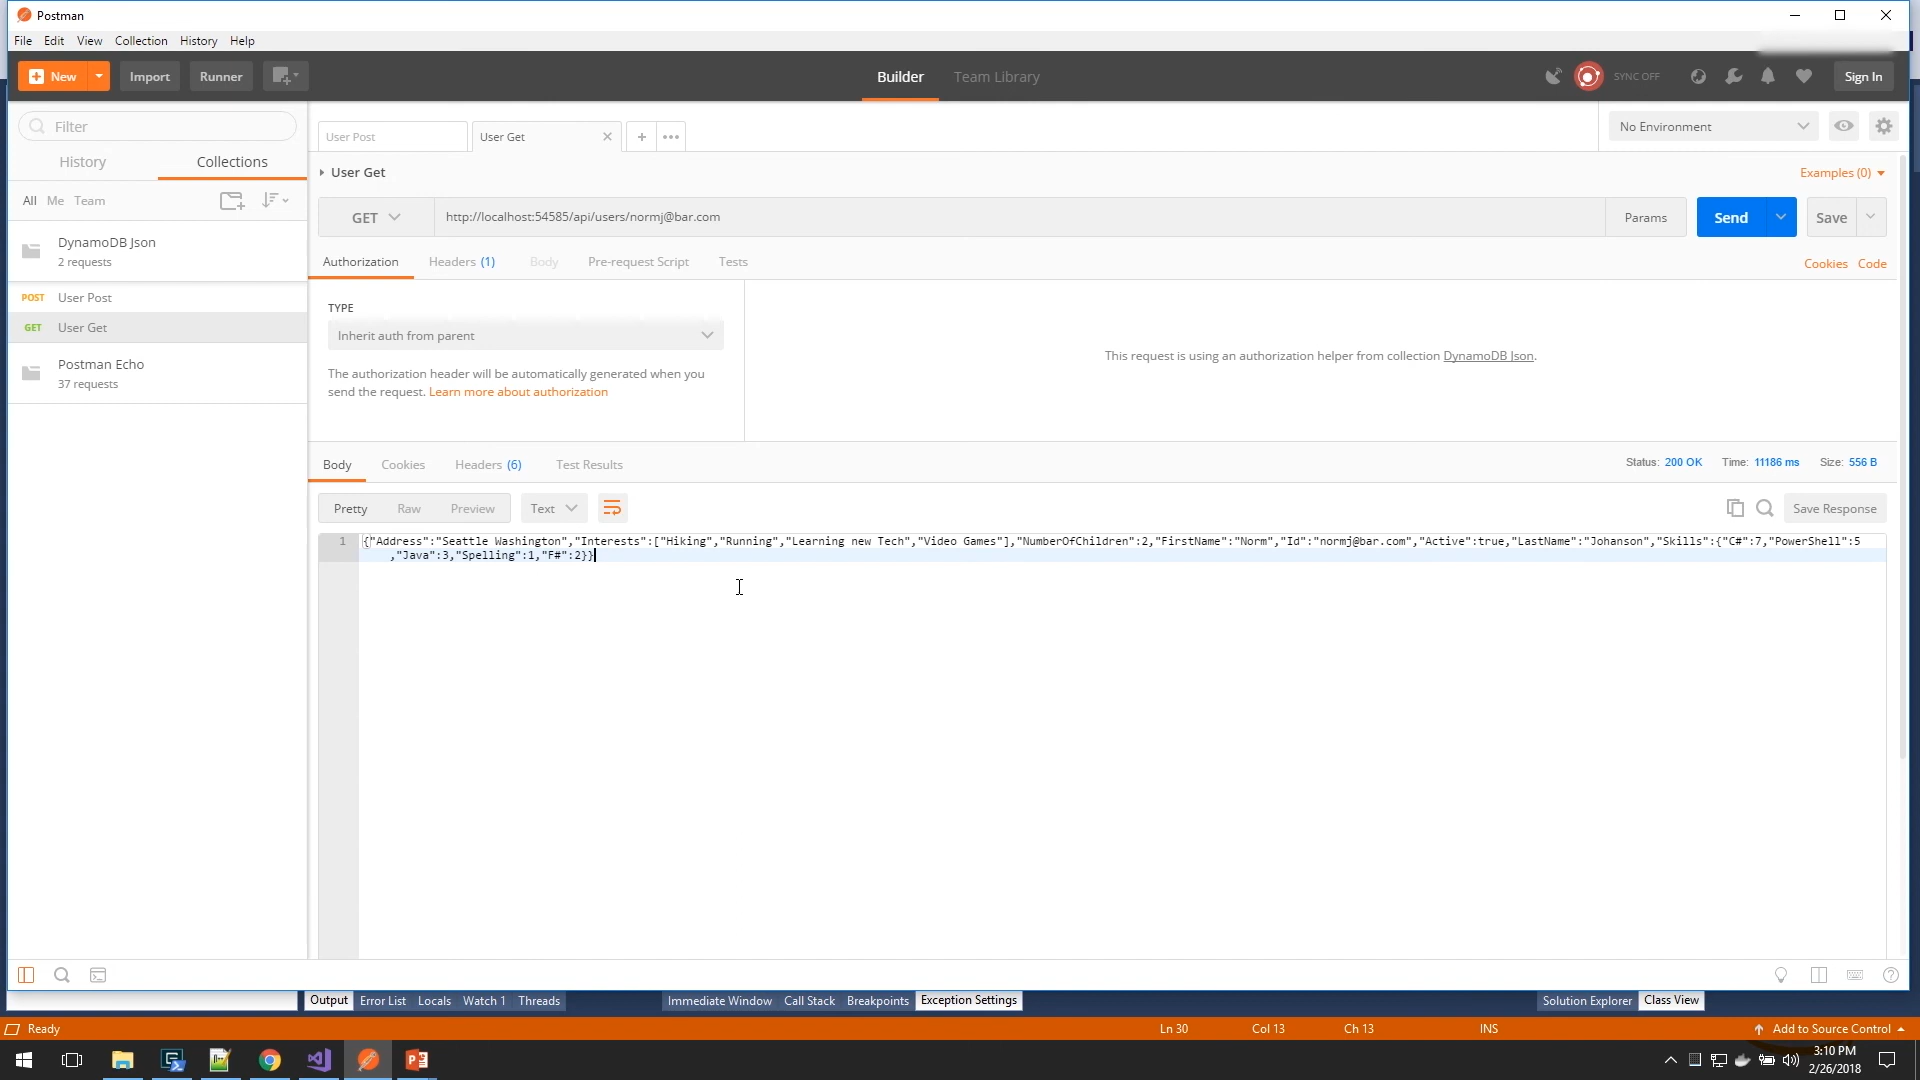 Postman
File Edit View Collection History Help
New Import Runner Builder Team Library SYNC OFF Sign In
Filter
History Collections
All Me Team
DynamoDB Json
2 requests
POST User Post
GET User Get
Postman Echo
37 requests
User Post User Get No Environment
User Get Examples (0)
GET http://localhost:54585/api/users/normj@bar.com Params Send Save
Authorization Headers (1) Body Pre-request Script Tests Cookies Code
TYPE
Inherit auth from parent
The authorization header will be automatically generated when you
send the request. Learn more about authorization
This request is using an authorization helper from collection DynamoDB Json.
Body Cookies Headers (6) Test Results Status: 200 OK Time: 11186 ms Size: 556 B
Pretty Raw Preview Text Save Response
1 {"Address":"Seattle Washington","Interests":["Hiking","Running","Learning new Tech","Video Games"],"NumberOfChildren":2,"FirstName":"Norm","Id":"normj@bar.com","Active":true,"LastName":"Johanson","Skills":{"C#":7,"PowerShell":5
,"Java":3,"Spelling":1,"F#":2}}
Output Error List Locals Watch 1 Threads Immediate Window Call Stack Breakpoints Exception Settings Solution Explorer Class View
Ready Ln 30 Col 13 Ch 13 INS Add to Source Control
3:10 PM
2/26/2018